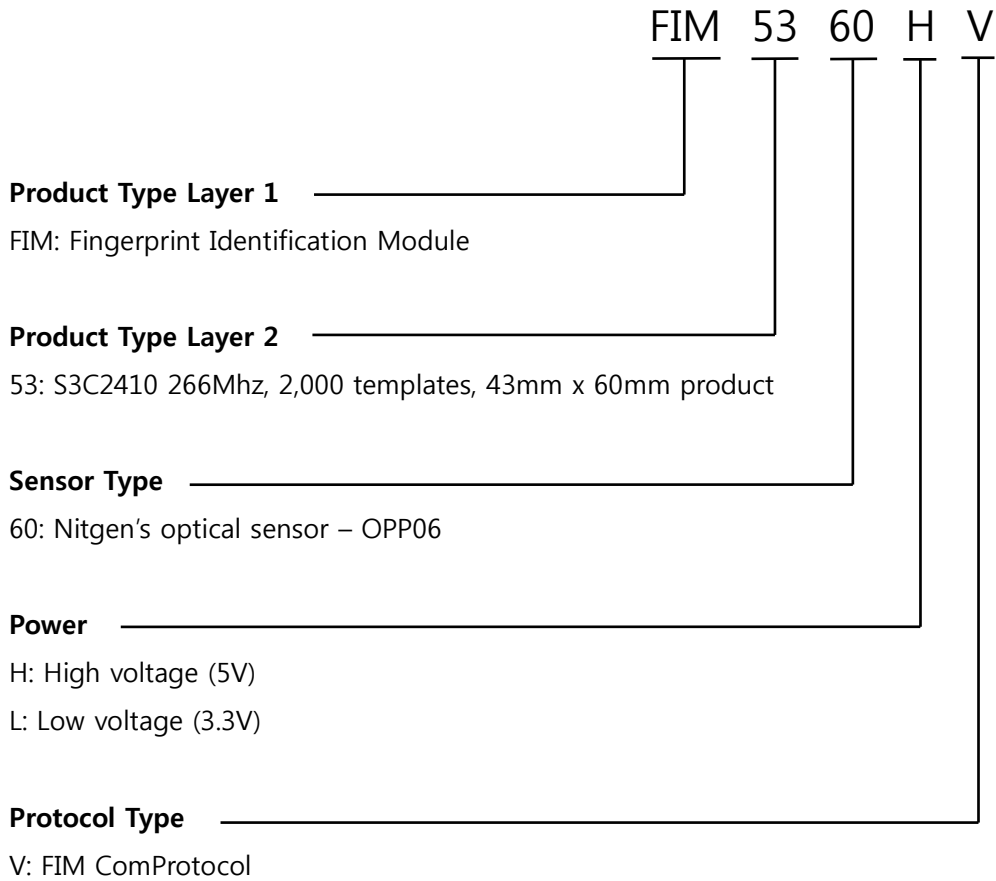 FIM 53 60 H V
Product Type Layer 1
FIM: Fingerprint Identification Module
Product Type Layer 2
53: S3C2410 266Mhz, 2,000 templates, 43mm x 60mm product
Sensor Type
60: Nitgen’s optical sensor – OPP06
Power
H: High voltage (5V)
L: Low voltage (3.3V)
Protocol Type
V: FIM ComProtocol